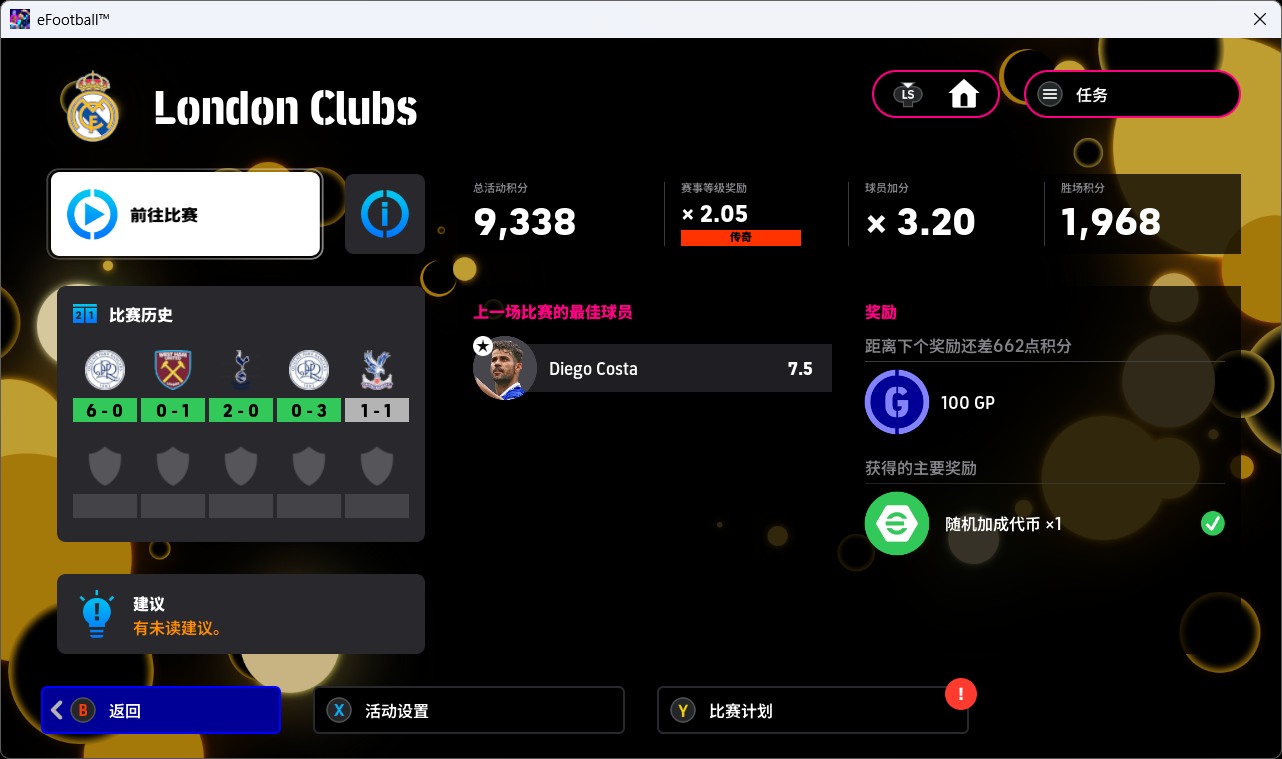 eFootball™
London Clubs
LS
任务
前往比赛
总活动积分
9,338
赛事等级奖励
× 2.05
传奇
球员加分
× 3.20
胜场积分
1,968
21
比赛历史
WEST HAM
UNITED
6 - 0
0 - 1
2 - 0
0 - 3
1 - 1
上一场比赛的最佳球员
Diego Costa
7.5
奖励
距离下个奖励还差662点积分
G
100 GP
获得的主要奖励
随机加成代币 ×1
建议
有未读建议。
B 返回
X 活动设置
Y 比赛计划
!